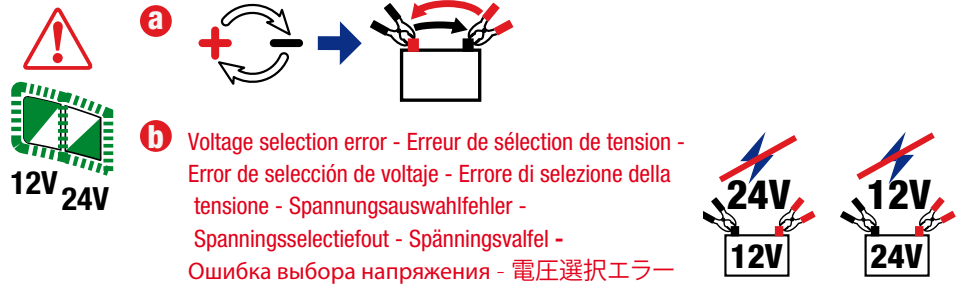 a
b
Voltage selection error - Erreur de sélection de tension -
Error de selección de voltaje - Errore di selezione della
tensione - Spannungsauswahlfehler -
Spanningsselectiefout - Spänningsvalfel -
Ошибка выбора напряжения - 電圧選択エラー
12V 24V
24V 12V
12V 24V